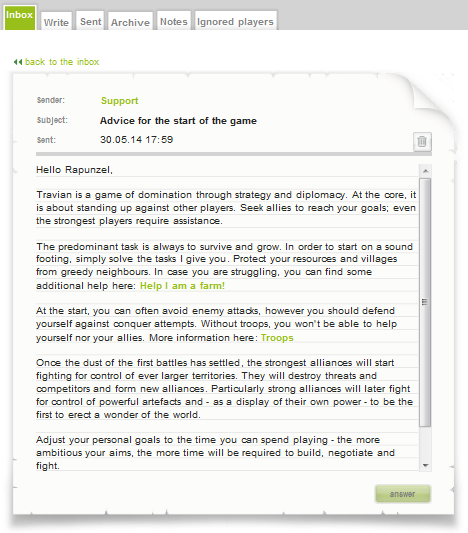 Inbox Write Sent Archive Notes Ignored players
back to the inbox
Sender: Support
Subject: Advice for the start of the game
Sent: 30.05.14 17:59
Hello Rapunzel,
Travian is a game of domination through strategy and diplomacy. At the core, it
is about standing up against other players. Seek allies to reach your goals; even
the strongest players require assistance.
The predominant task is always to survive and grow. In order to start on a sound
footing, simply solve the tasks I give you. Protect your resources and villages
from greedy neighbours. In case you are struggling, you can find some
additional help here: Help I am a farm!
At the start, you can often avoid enemy attacks, however you should defend
yourself against conquer attempts. Without troops, you won't be able to help
yourself nor your allies. More information here: Troops
Once the dust of the first battles has settled, the strongest alliances will start
fighting for control of ever larger territories. They will destroy threats and
competitors and form new alliances. Particularly strong alliances will later fight
for control of powerful artefacts and - as a display of their own power - to be the
first to erect a wonder of the world.
Adjust your personal goals to the time you can spend playing - the more
ambitious your aims, the more time will be required to build, negotiate and
fight.
answer